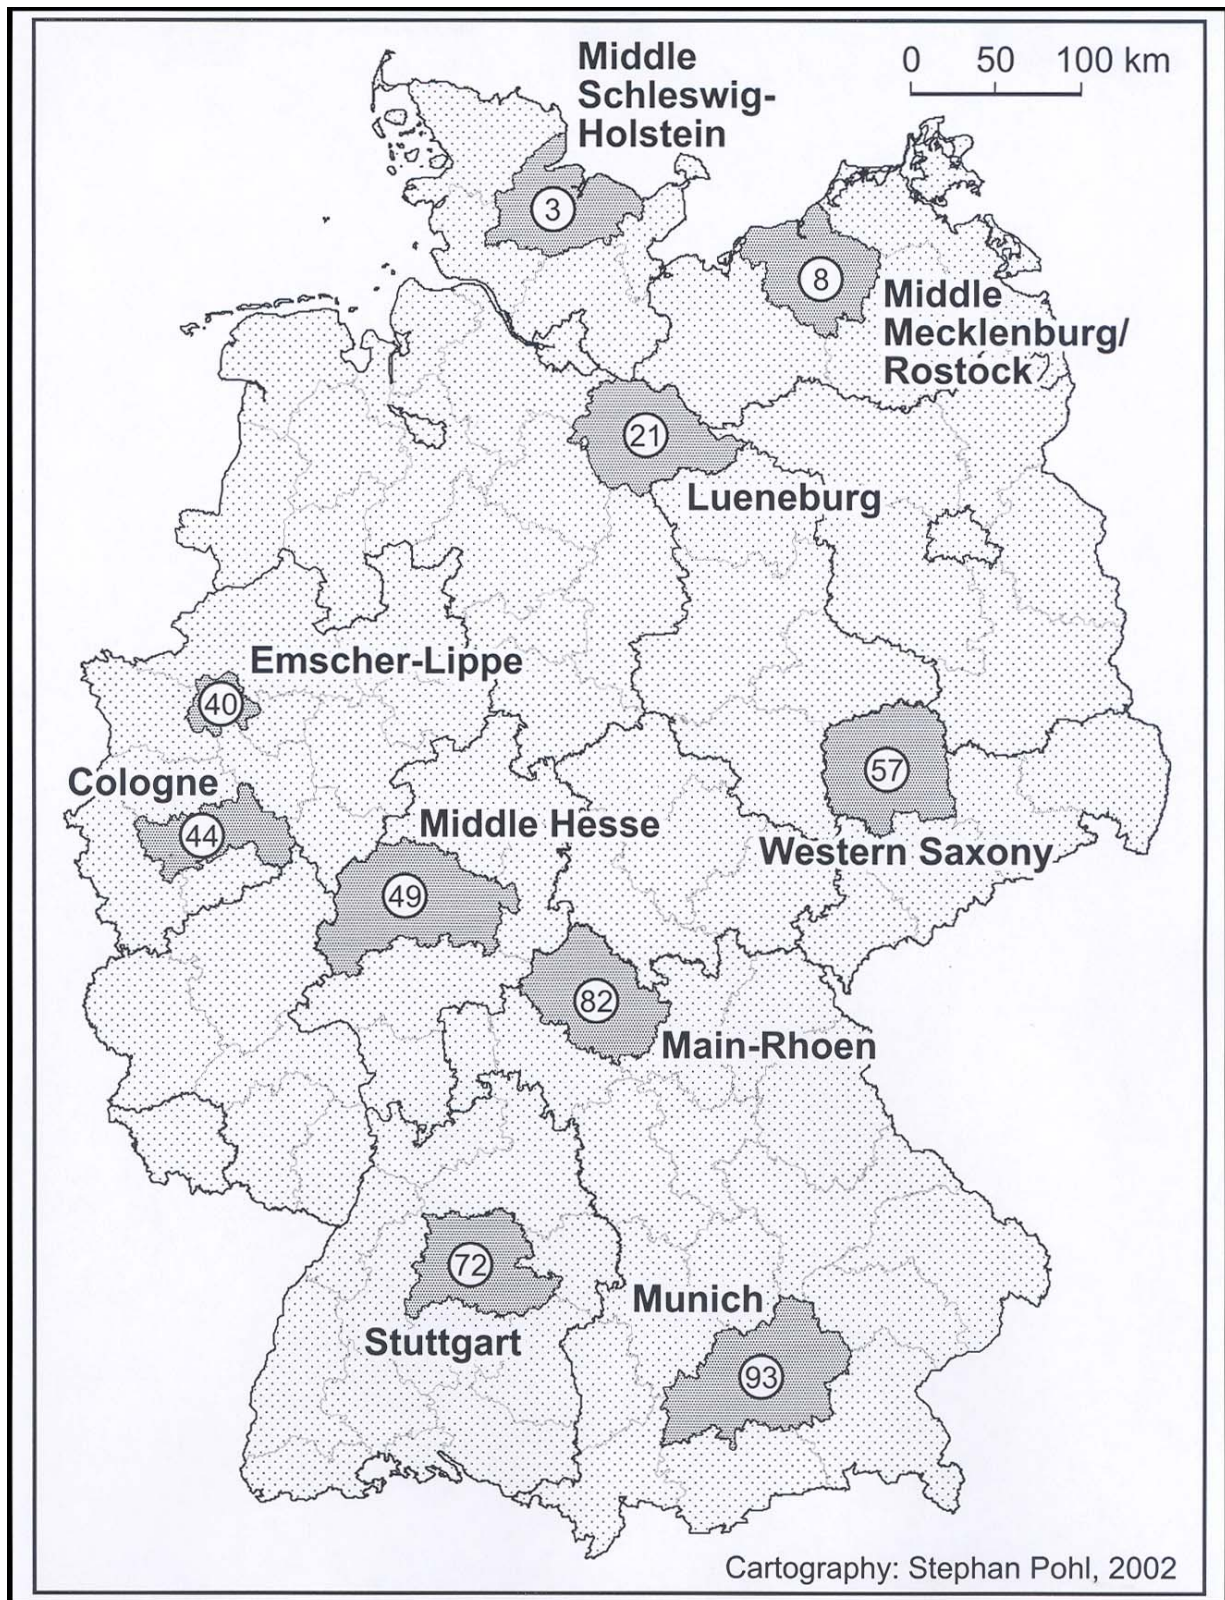 Middle
Schleswig-
Holstein
0 50 100 km
3
8
Middle
Mecklenburg/
Rostock
21
Lueneburg
Emscher-Lippe
40
57
Cologne
44
Middle Hesse
Western Saxony
49
82
Main-Rhoen
72
Munich
Stuttgart
93
Cartography: Stephan Pohl, 2002